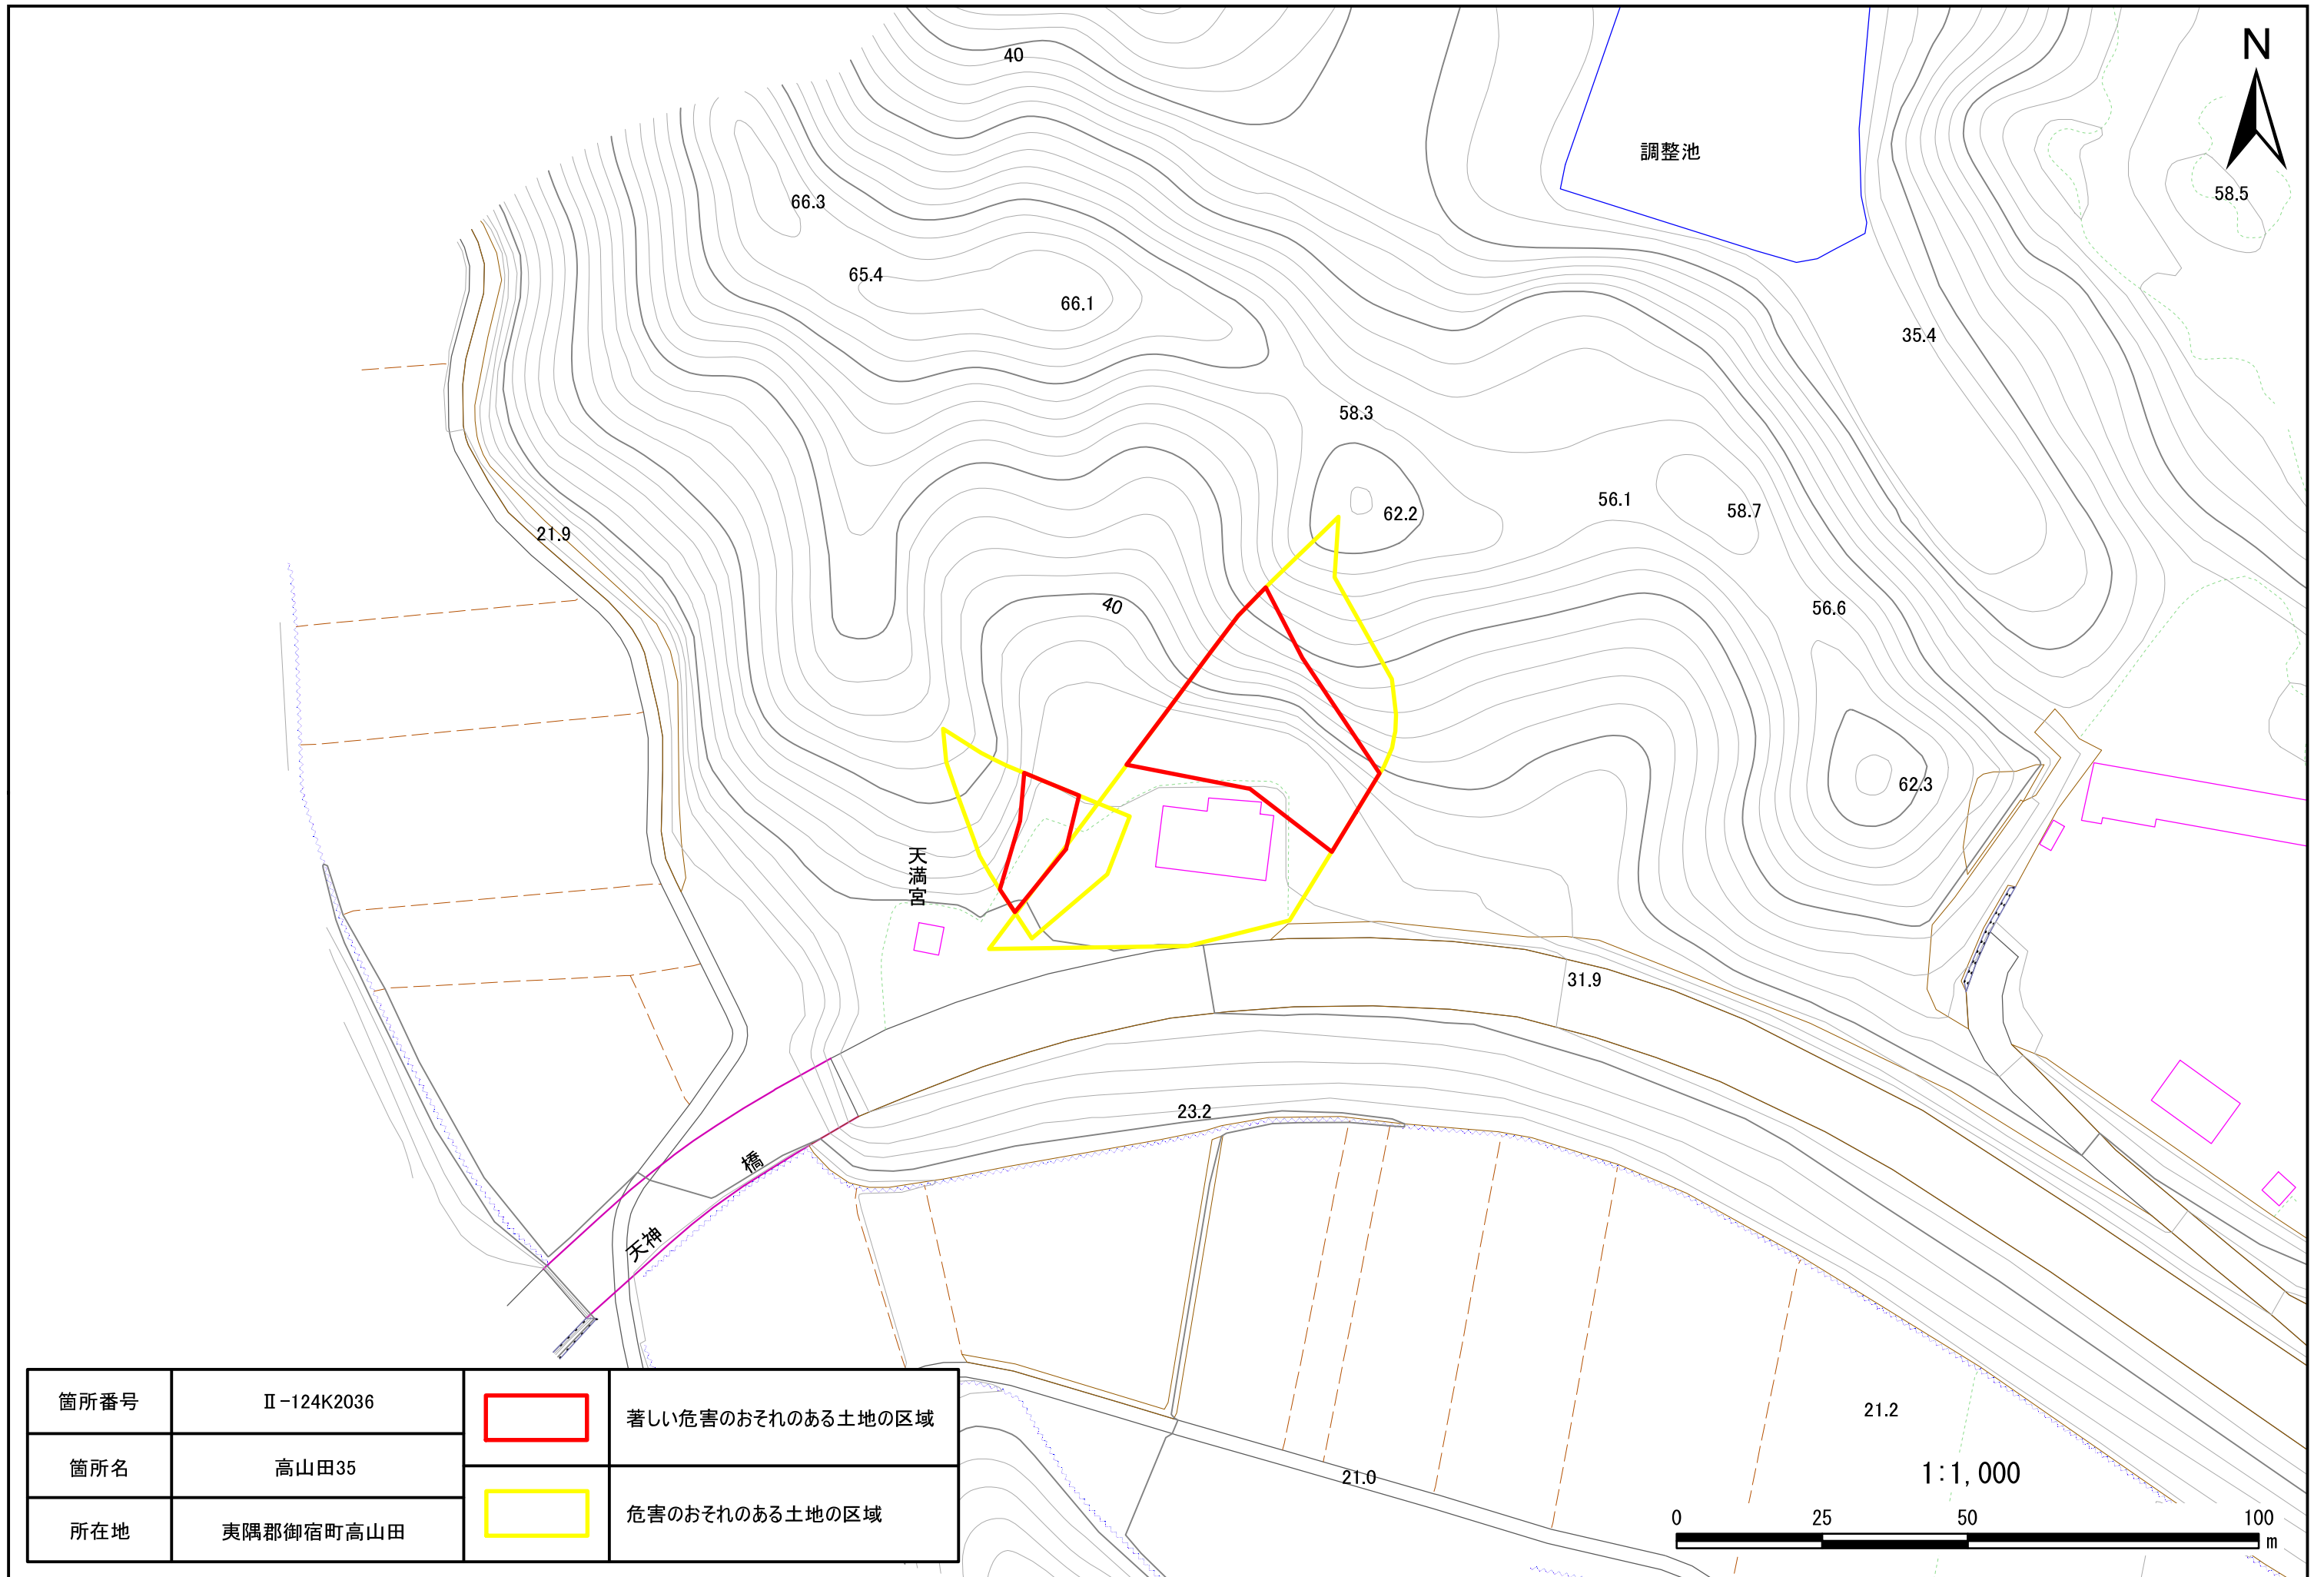 40
N
調整池
66.3
58.5
65.4
66.1
35.4
58.3
56.1
62.2
58.7
21.9
40
56.6
62.3
天満宮
31.9
23.2
天神橋
21.2
21.0
1:1,000
0 25 50 100
m
箇所番号 Ⅱ-124K2036
箇所名 高山田35
所在地 夷隅郡御宿町高山田
著しい危害のおそれのある土地の区域
危害のおそれのある土地の区域